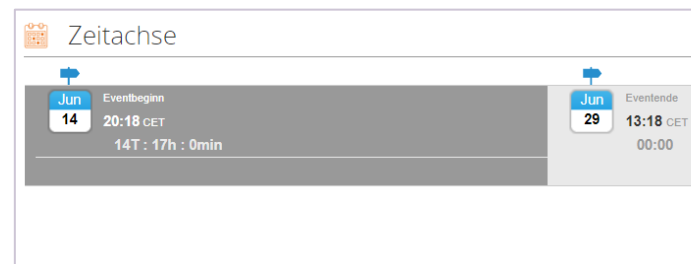 Zeitachse
Jun
14
Eventbeginn
20:18 CET
14T : 17h : 0min
Jun
29
Eventende
13:18 CET
00:00